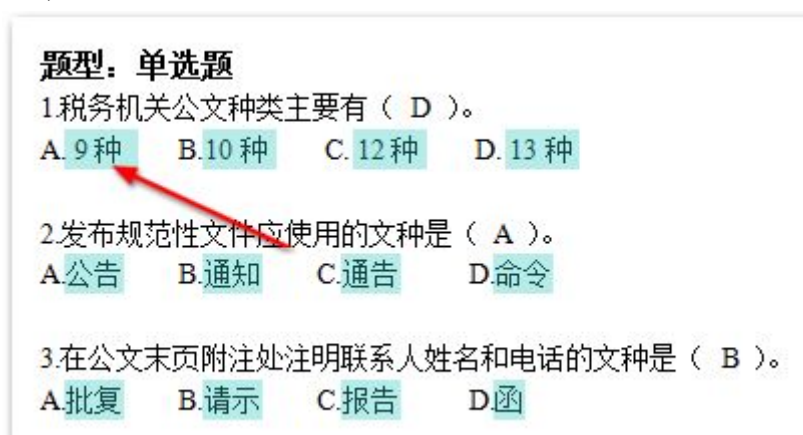 题型：单选题
1.税务机关公文种类主要有（ D ）。
A. 9种 B.10种 C. 12种 D. 13种
2.发布规范性文件应使用的文种是（ A ）。
A.公告 B.通知 C.通告 D.命令
3.在公文末页附注处注明联系人姓名和电话的文种是（ B ）。
A.批复 B.请示 C.报告 D.函